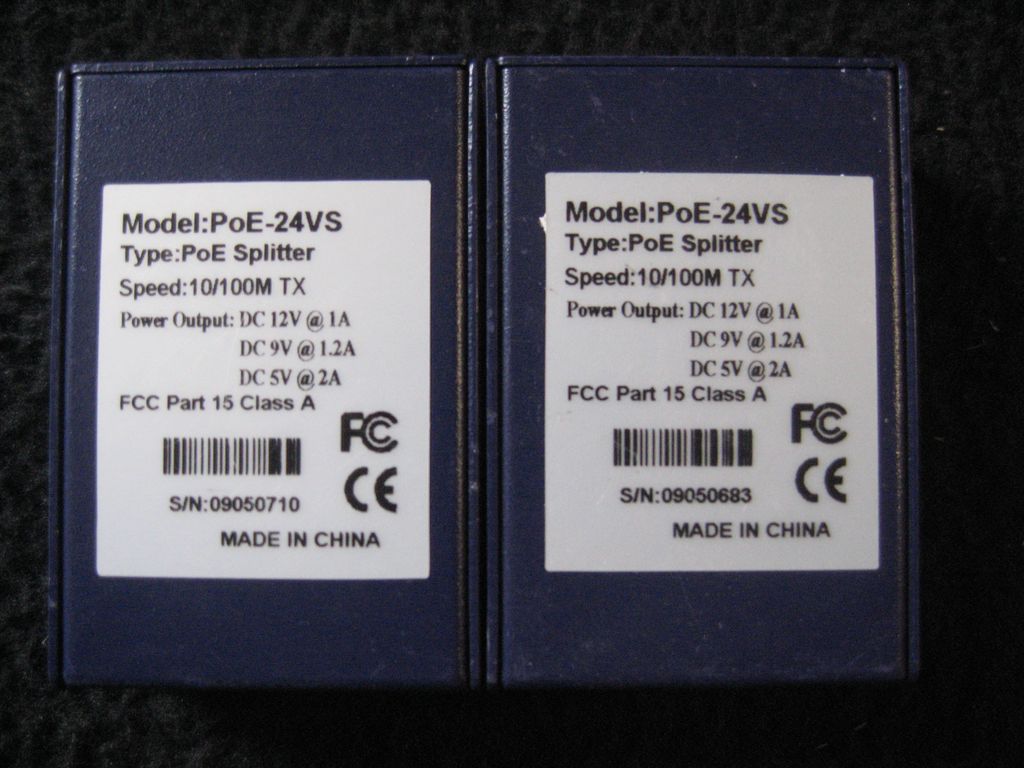 Model:PoE-24VS
Type:PoE Splitter
Speed:10/100M TX
Power Output: DC 12V @ 1A
DC 9V @ 1.2A
DC 5V @ 2A
FCC Part 15 Class A
FC
CE
S/N:09050710
MADE IN CHINA
Model:PoE-24VS
Type:PoE Splitter
Speed:10/100M TX
Power Output: DC 12V @ 1A
DC 9V @ 1.2A
DC 5V @ 2A
FCC Part 15 Class A
FC
CE
S/N:09050683
MADE IN CHINA